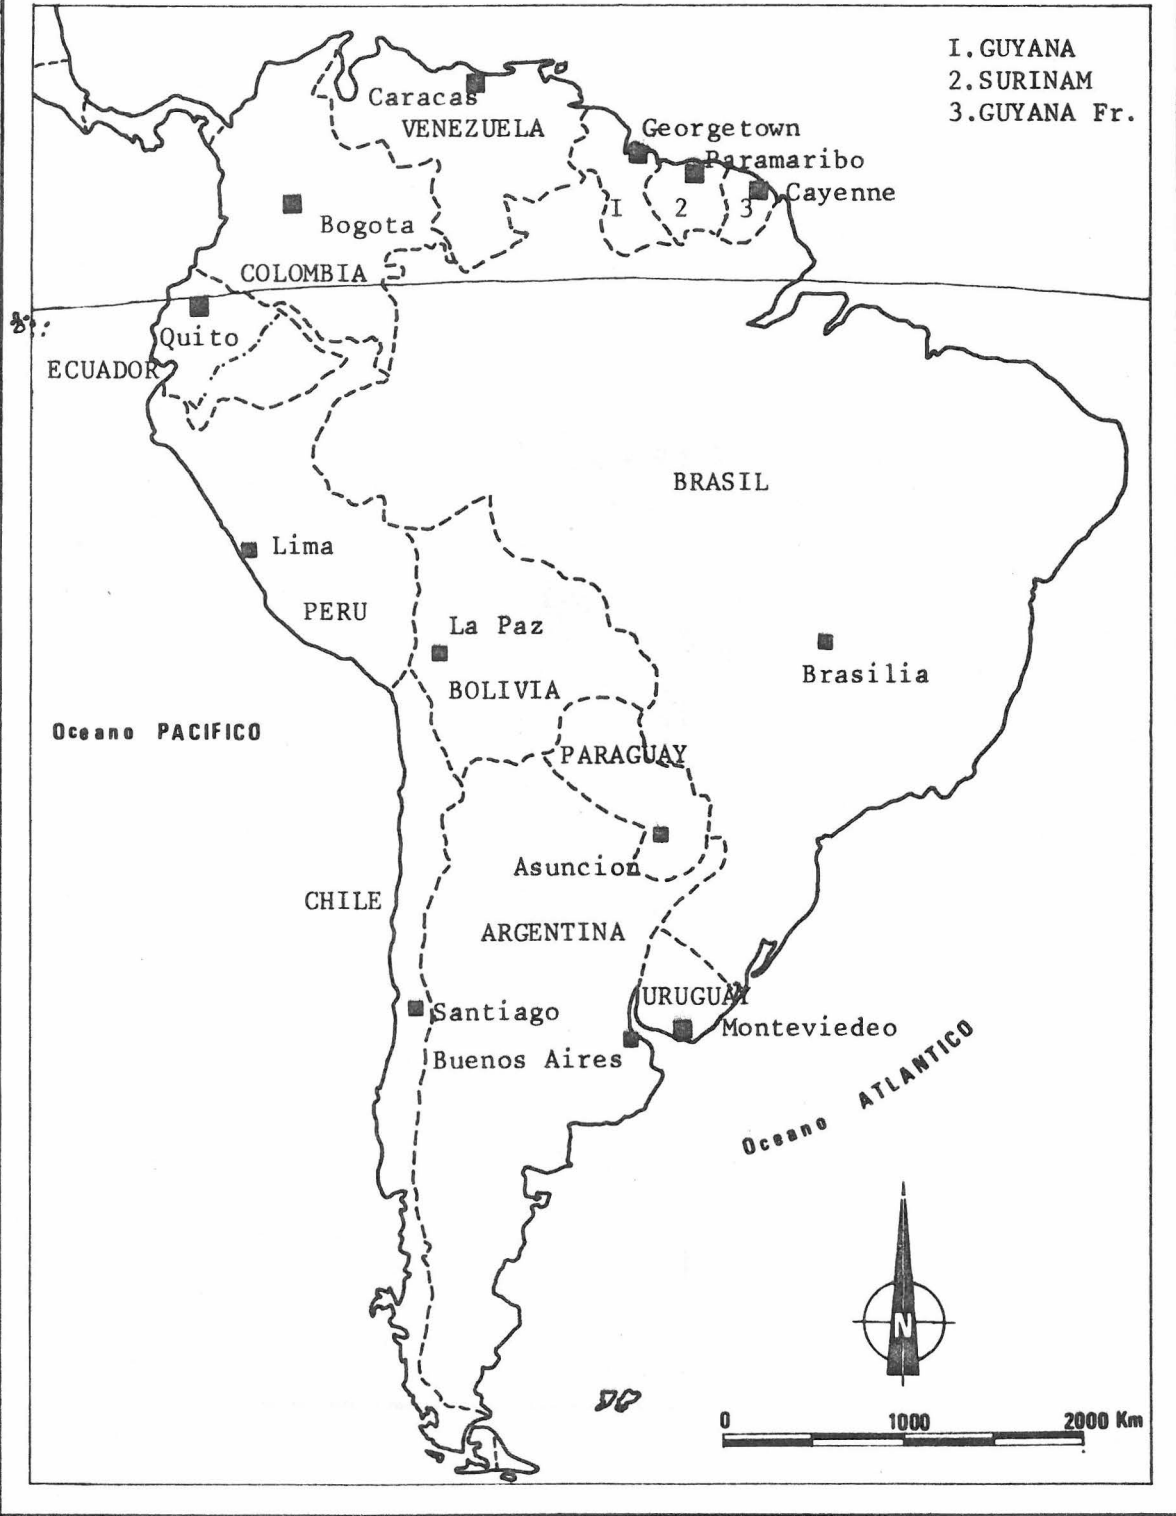 I.GUYANA
2.SURINAM
3.GUYANA Fr.
Caracas
VENEZUELA
Georgetown
Paramaribo
Cayenne
I
2
3
Bogota
COLOMBIA
Quito
ECUADOR
BRASIL
Lima
PERU
La Paz
Brasilia
BOLIVIA
Oceano PACIFICO
PARAGUAY
Asuncion
CHILE
ARGENTINA
URUGUAY
Santiago
Monteviedeo
Buenos Aires
Oceano ATLANTICO
N
0 1000 2000 Km